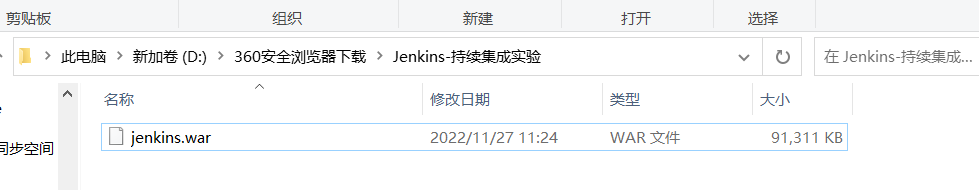 剪贴板 组织 新建 打开 选择
此电脑 新加卷 (D:) 360安全浏览器下载 Jenkins-持续集成实验 在 Jenkins-持续集成...
名称 修改日期 类型 大小
jenkins.war 2022/11/27 11:24 WAR 文件 91,311 KB
同步空间